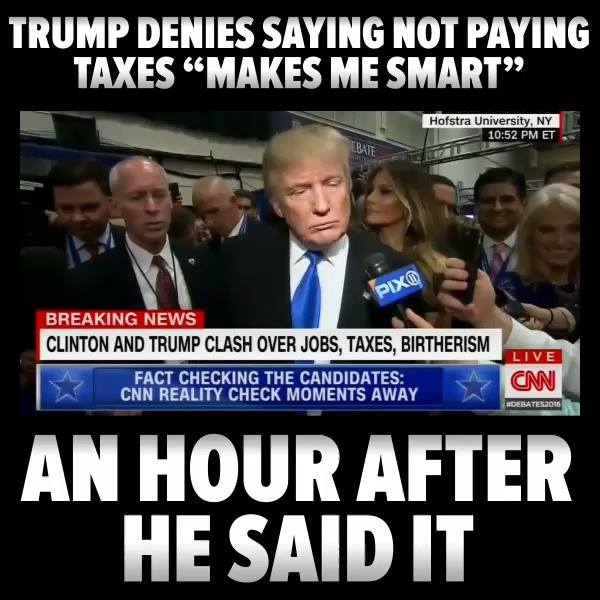 TRUMP DENIES SAYING NOT PAYING
TAXES “MAKES ME SMART”
Hofstra University, NY
10:52 PM ET
EBATE
PIX
BREAKING NEWS
CLINTON AND TRUMP CLASH OVER JOBS, TAXES, BIRTHERISM
LIVE
FACT CHECKING THE CANDIDATES:
CNN REALITY CHECK MOMENTS AWAY
CNN
#DEBATES2016
AN HOUR AFTER
HE SAID IT